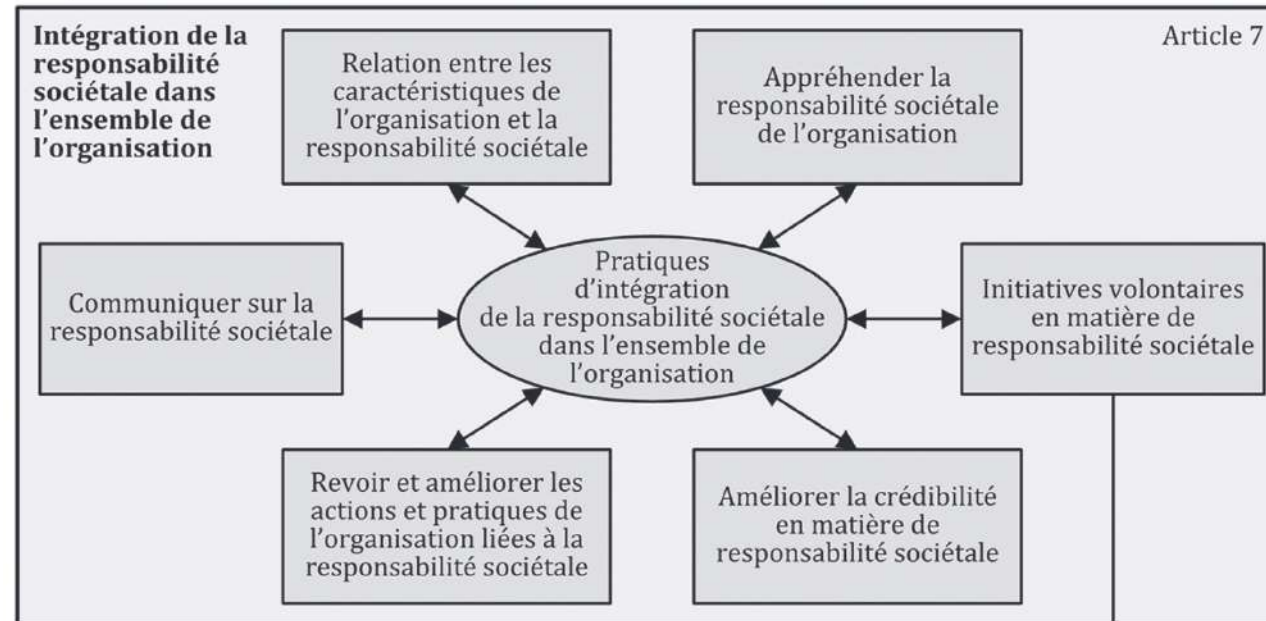 Intégration de la
responsabilité
sociétale dans
l'ensemble de
l'organisation
Article 7
Relation entre les
caractéristiques de
l'organisation et la
responsabilité sociétale
Appréhender la
responsabilité sociétale
de l'organisation
Communiquer sur la
responsabilité sociétale
Pratiques
d'intégration
de la responsabilité sociétale
dans l'ensemble de
l'organisation
Initiatives volontaires
en matière de
responsabilité sociétale
Revoir et améliorer les
actions et pratiques de
l'organisation liées à la
responsabilité sociétale
Améliorer la crédibilité
en matière de
responsabilité sociétale